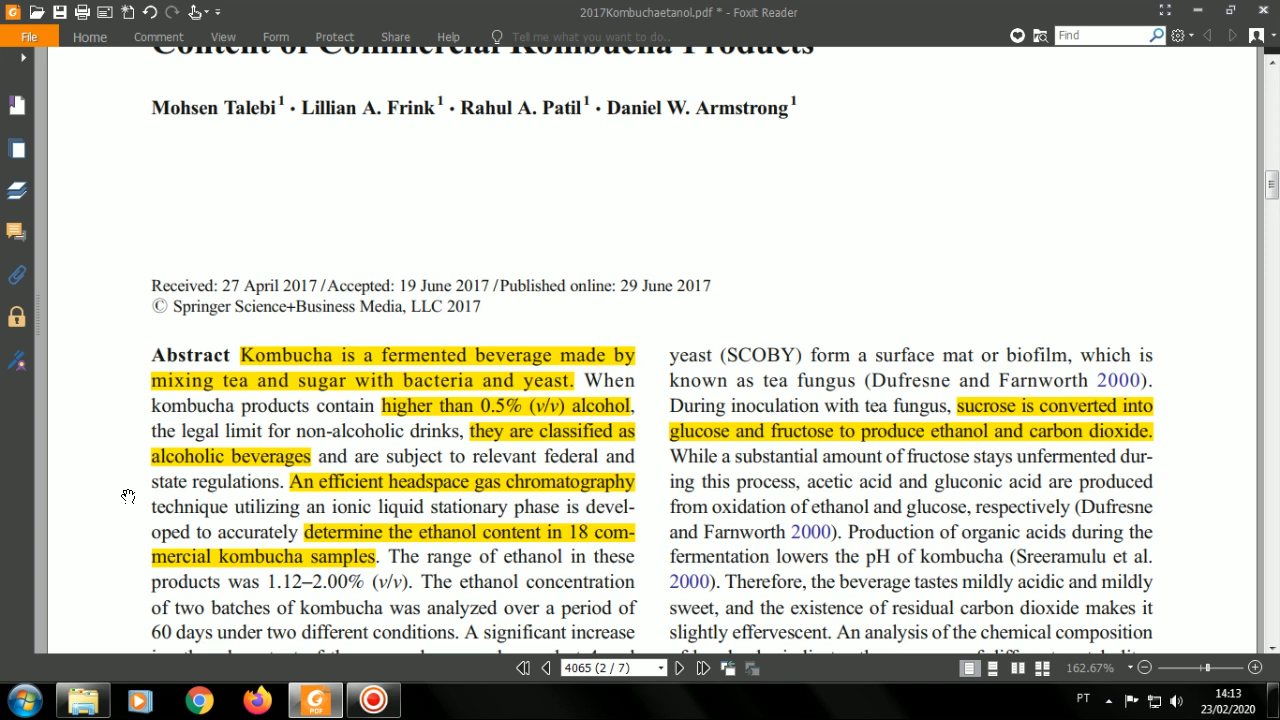 2017Kombuchaetanol.pdf * - Foxit Reader
File Home Comment View Form Protect Share Help Tell me what you want to do.. Find
Content of Commercial Kombucha Products
Mohsen Talebi1 · Lillian A. Frink1 · Rahul A. Patil1 · Daniel W. Armstrong1
Received: 27 April 2017 / Accepted: 19 June 2017 / Published online: 29 June 2017
© Springer Science+Business Media, LLC 2017
Abstract Kombucha is a fermented beverage made by
mixing tea and sugar with bacteria and yeast. When
kombucha products contain higher than 0.5% (v/v) alcohol,
the legal limit for non-alcoholic drinks, they are classified as
alcoholic beverages and are subject to relevant federal and
state regulations. An efficient headspace gas chromatography
technique utilizing an ionic liquid stationary phase is devel-
oped to accurately determine the ethanol content in 18 com-
mercial kombucha samples. The range of ethanol in these
products was 1.12–2.00% (v/v). The ethanol concentration
of two batches of kombucha was analyzed over a period of
60 days under two different conditions. A significant increase
yeast (SCOBY) form a surface mat or biofilm, which is
known as tea fungus (Dufresne and Farnworth 2000).
During inoculation with tea fungus, sucrose is converted into
glucose and fructose to produce ethanol and carbon dioxide.
While a substantial amount of fructose stays unfermented dur-
ing this process, acetic acid and gluconic acid are produced
from oxidation of ethanol and glucose, respectively (Dufresne
and Farnworth 2000). Production of organic acids during the
fermentation lowers the pH of kombucha (Sreeramulu et al.
2000). Therefore, the beverage tastes mildly acidic and mildly
sweet, and the existence of residual carbon dioxide makes it
slightly effervescent. An analysis of the chemical composition
4065 (2 / 7) 162.67%
PDF
PT 14:13
23/02/2020